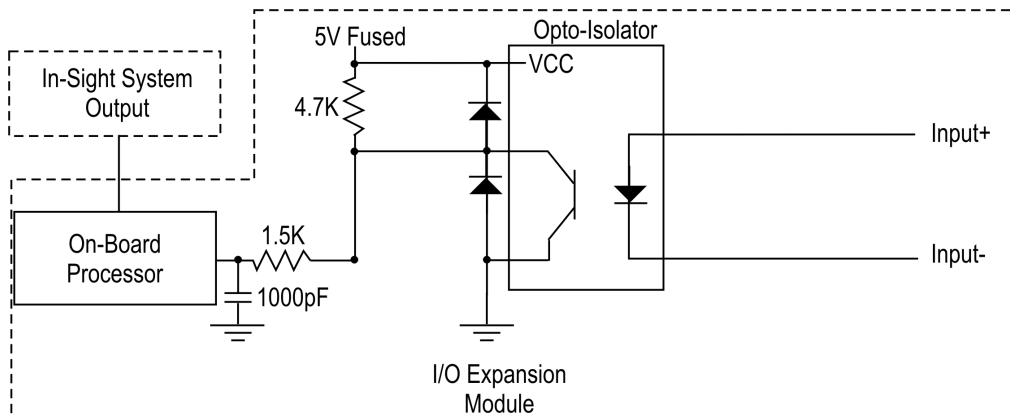 Opto-Isolator
5V Fused
VCC
In-Sight System
Output
4.7K
Input+
On-Board
Processor
1.5K
Input-
1000pF
I/O Expansion
Module